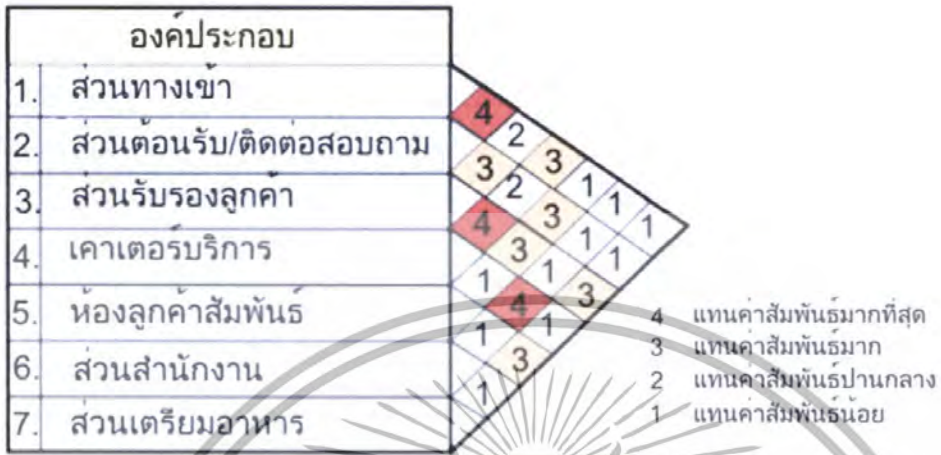 องค์ประกอบ
1. ส่วนทางเข้า
2. ส่วนต้อนรับ/ติดต่อสอบถาม
3. ส่วนรับรองลูกค้า
4. เคาเตอร์บริการ
5. ห้องลูกค้าสัมพันธ์
6. ส่วนสำนักงาน
7. ส่วนเตรียมอาหาร
4 2 3 1 1 1
3 2 3 1 1
4 3 1 3
1 4 1
1 3
1
4 แทนค่าสัมพันธ์มากที่สุด
3 แทนค่าสัมพันธ์มาก
2 แทนค่าสัมพันธ์ปานกลาง
1 แทนค่าสัมพันธ์น้อย